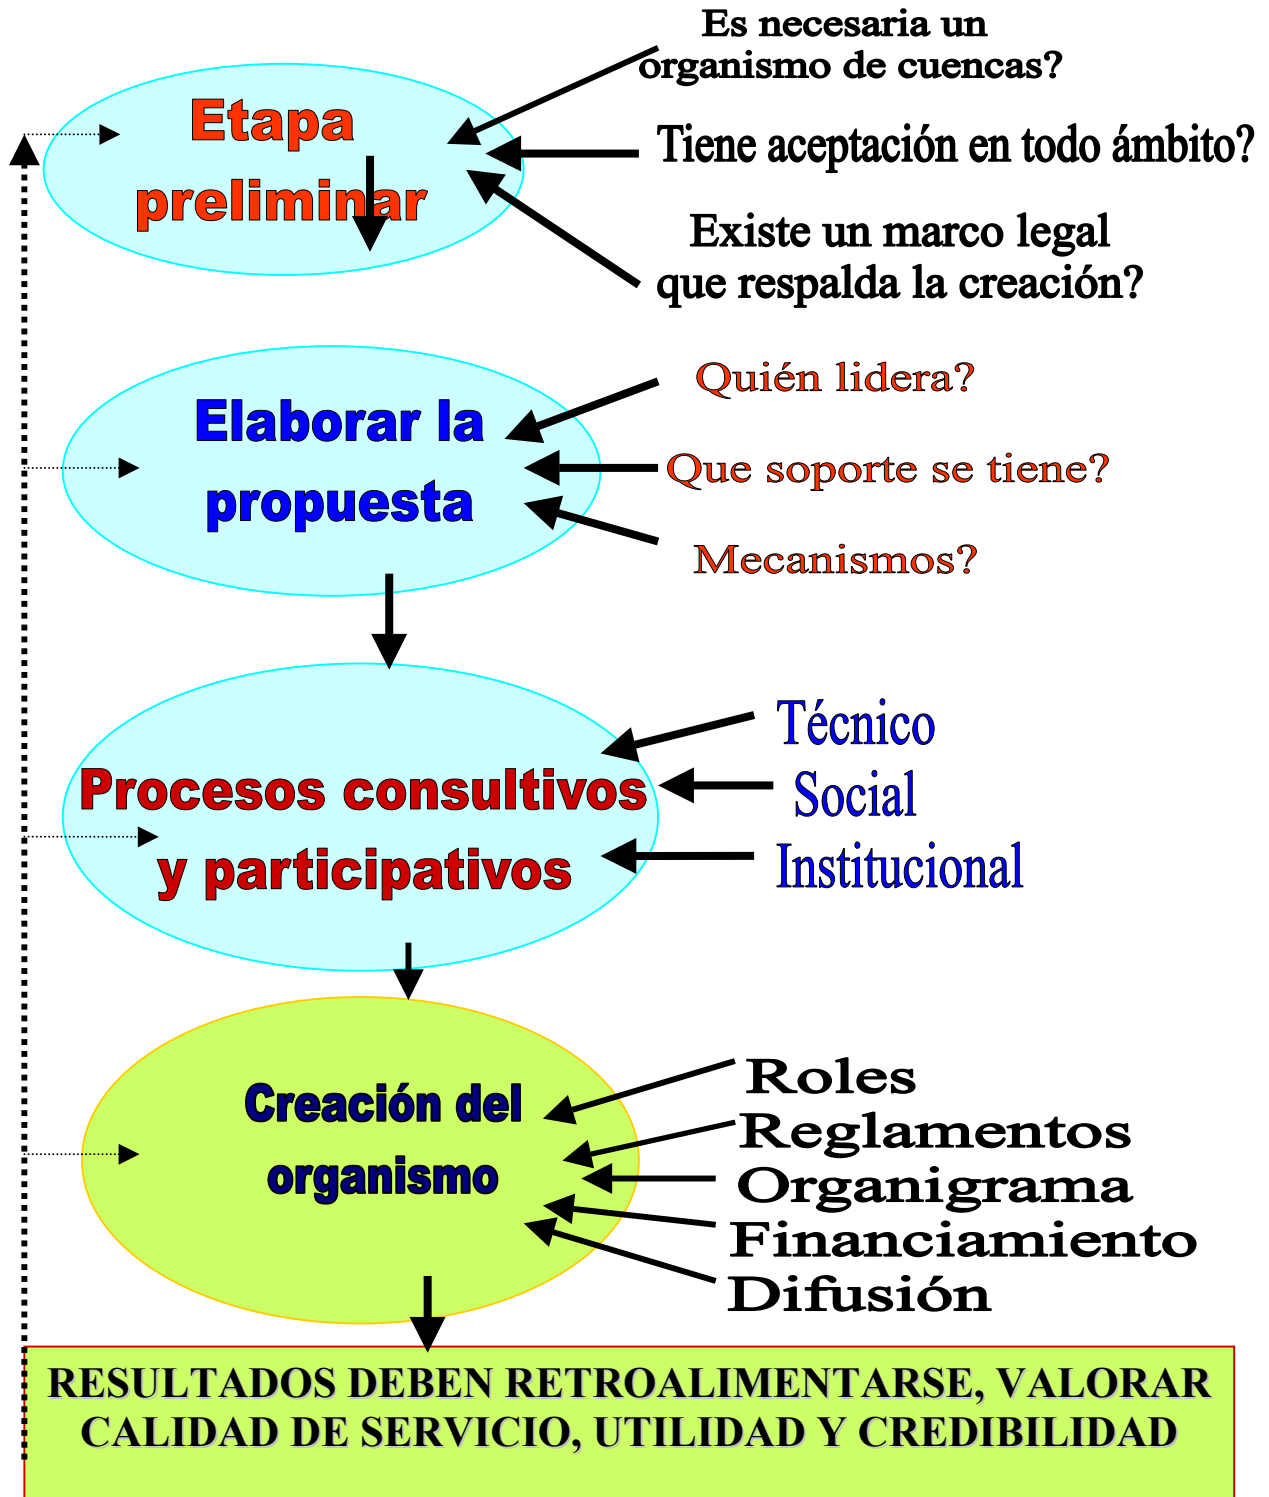 Es necesaria un
organismo de cuencas?
Etapa
preliminar
Tiene aceptación en todo ámbito?
Existe un marco legal
que respalda la creación?
Elaborar la
propuesta
Quién lidera?
Que soporte se tiene?
Mecanismos?
Procesos consultivos
y participativos
Técnico
Social
Institucional
Creación del
organismo
Roles
Reglamentos
Organigrama
Financiamiento
Difusión
RESULTADOS DEBEN RETROALIMENTARSE, VALORAR
CALIDAD DE SERVICIO, UTILIDAD Y CREDIBILIDAD